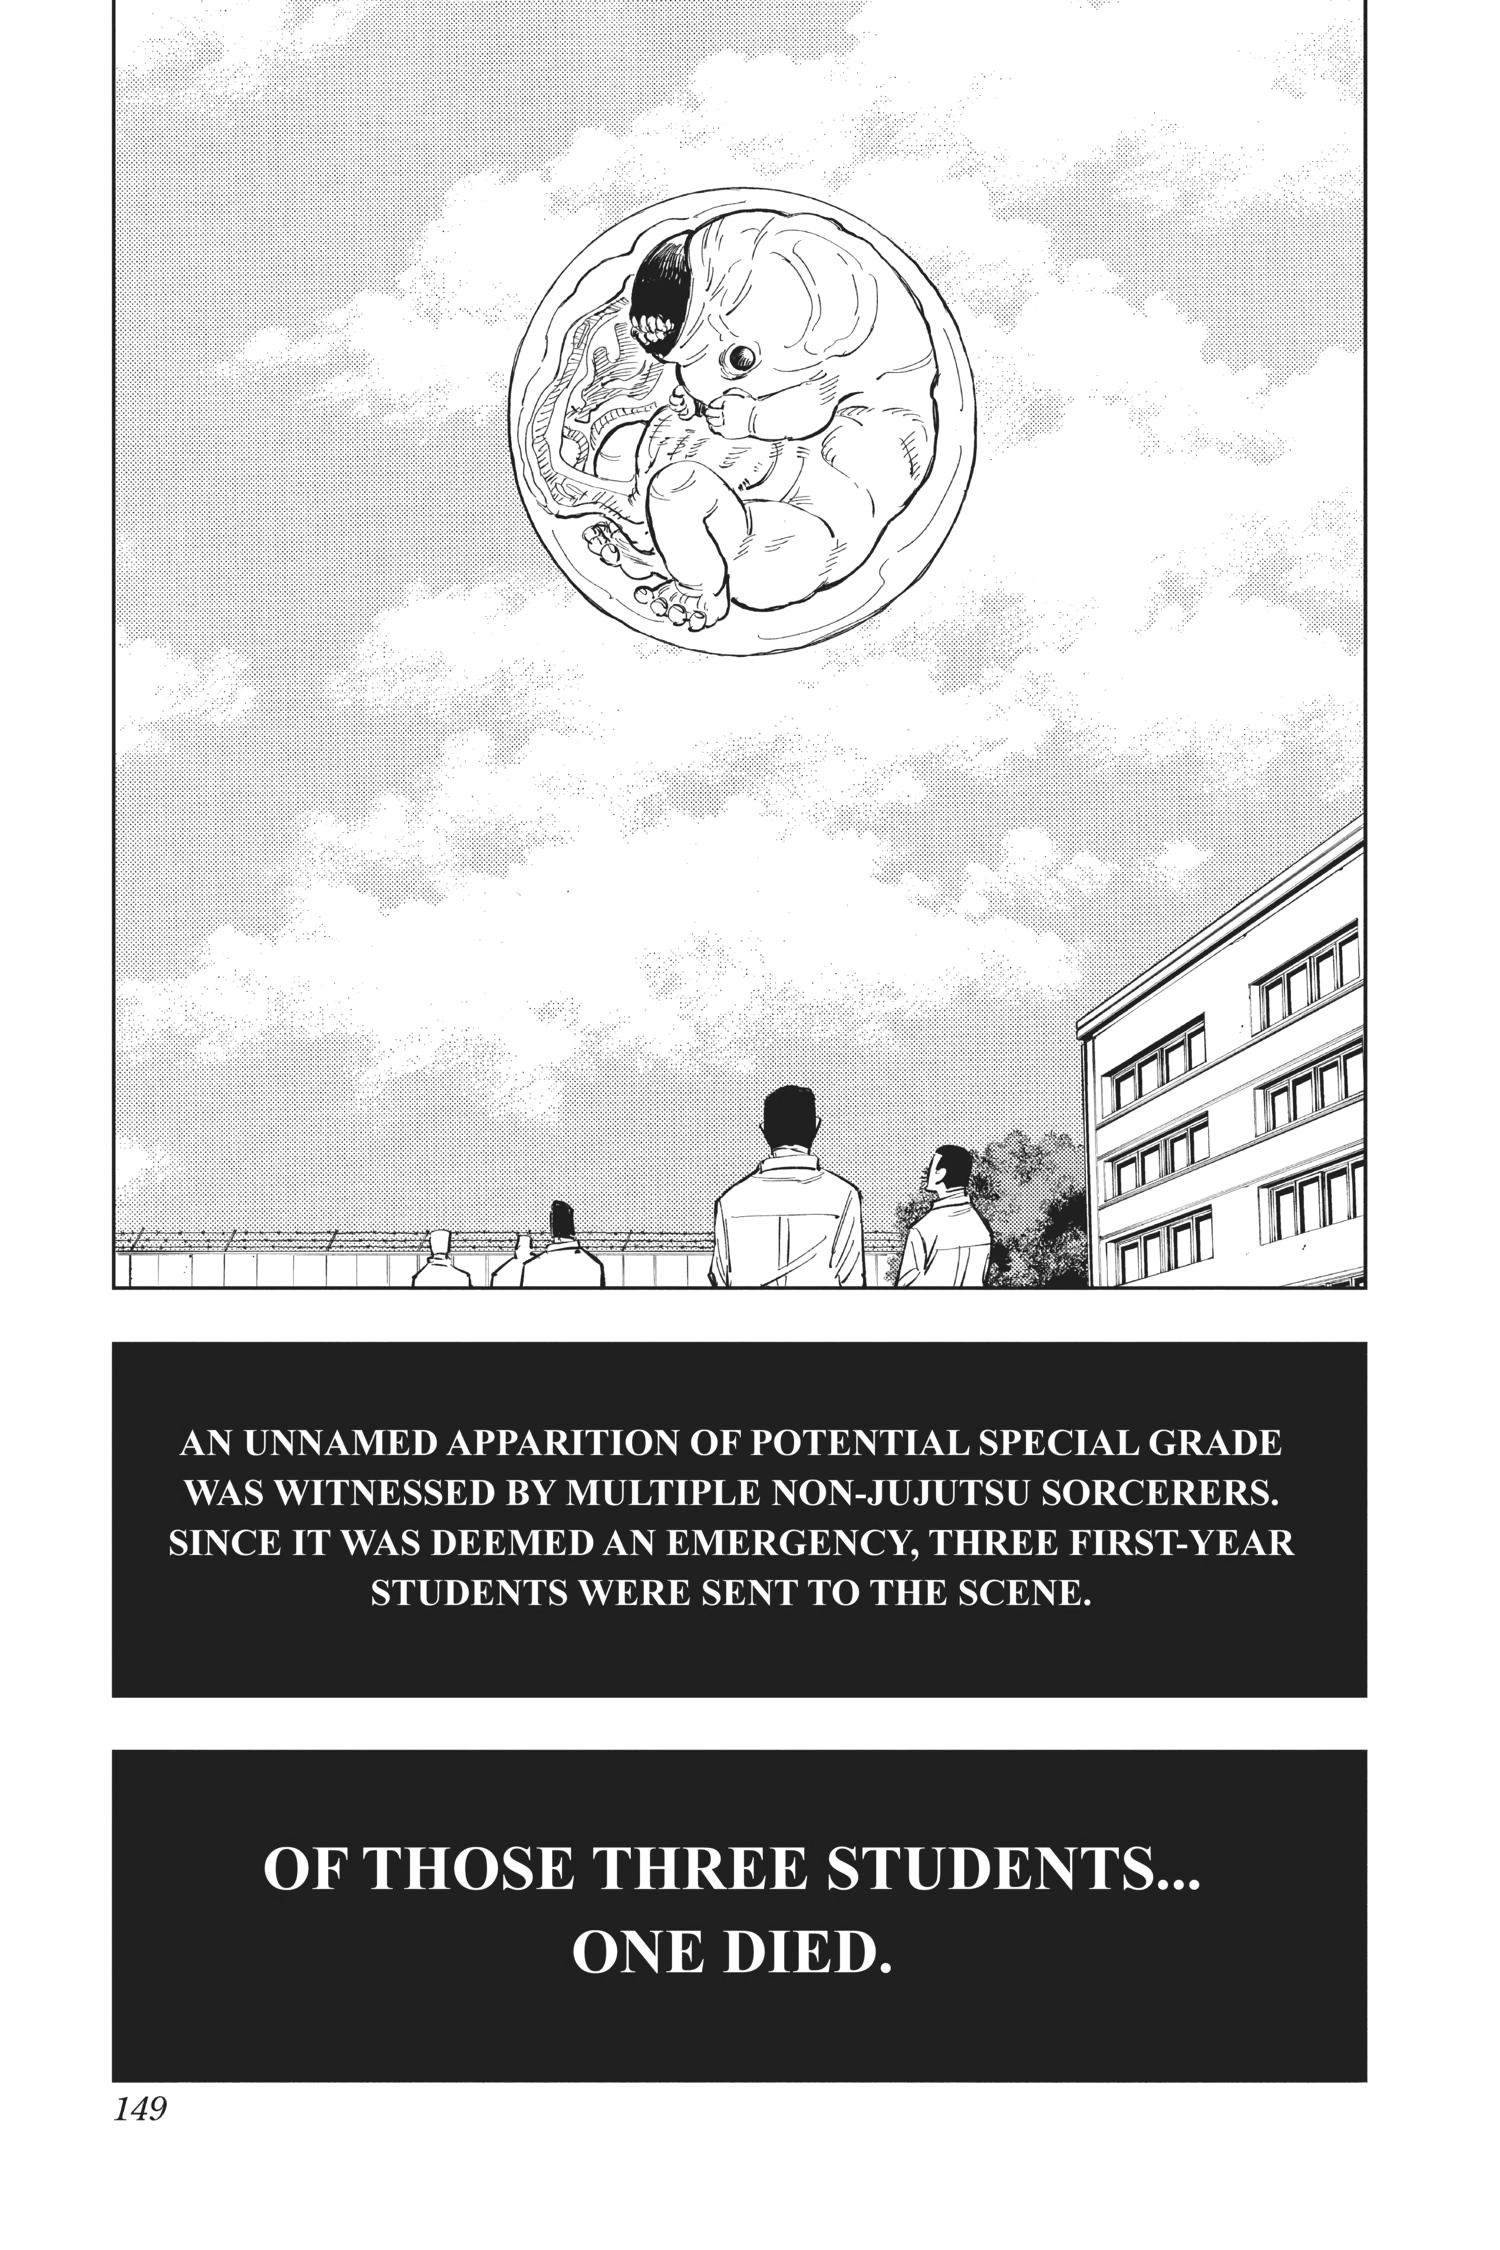 AN UNNAMED APPARITION OF POTENTIAL SPECIAL GRADE
WAS WITNESSED BY MULTIPLE NON-JUJUTSU SORCERERS.
SINCE IT WAS DEEMED AN EMERGENCY, THREE FIRST-YEAR
STUDENTS WERE SENT TO THE SCENE.
OF THOSE THREE STUDENTS...
ONE DIED.
149